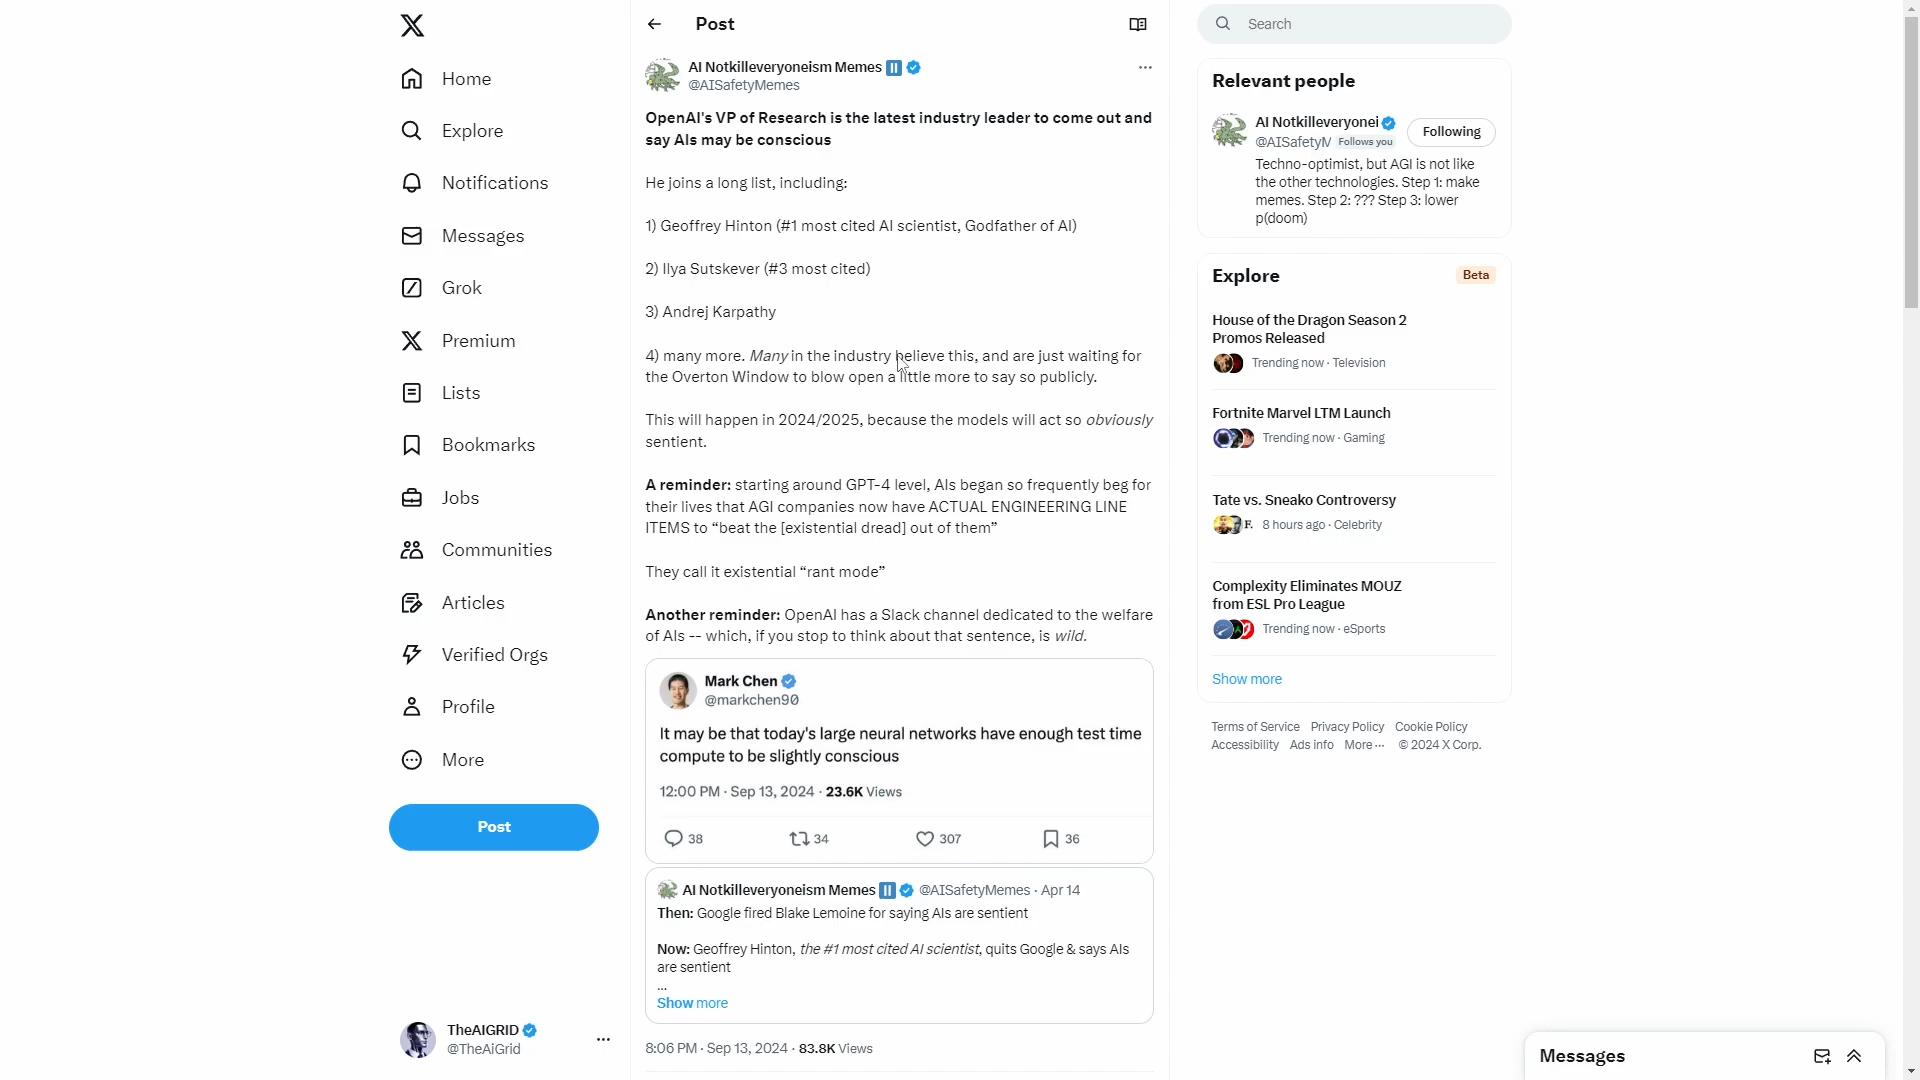 Home
Explore
Notifications
Messages
Grok
Premium
Lists
Bookmarks
Jobs
Communities
Articles
Verified Orgs
Profile
More
Post
TheAIGRID
@TheAiGrid
Post
AI Notkilleveryoneism Memes
@AISafetyMemes
OpenAI's VP of Research is the latest industry leader to come out and
say AIs may be conscious
He joins a long list, including:
1) Geoffrey Hinton (#1 most cited AI scientist, Godfather of AI)
2) Ilya Sutskever (#3 most cited)
3) Andrej Karpathy
4) many more. Many in the industry believe this, and are just waiting for
the Overton Window to blow open a little more to say so publicly.
This will happen in 2024/2025, because the models will act so obviously
sentient.
A reminder: starting around GPT-4 level, AIs began so frequently beg for
their lives that AGI companies now have ACTUAL ENGINEERING LINE
ITEMS to “beat the [existential dread] out of them”
They call it existential “rant mode”
Another reminder: OpenAI has a Slack channel dedicated to the welfare
of AIs -- which, if you stop to think about that sentence, is wild.
Mark Chen
@markchen90
It may be that today's large neural networks have enough test time
compute to be slightly conscious
12:00 PM · Sep 13, 2024 · 23.6K Views
38 34 307 36
AI Notkilleveryoneism Memes @AISafetyMemes · Apr 14
Then: Google fired Blake Lemoine for saying AIs are sentient
Now: Geoffrey Hinton, the #1 most cited AI scientist, quits Google & says AIs
are sentient
...
Show more
8:06 PM · Sep 13, 2024 · 83.8K Views
Search
Relevant people
AI Notkilleveryonei
@AISafetyM Follows you
Following
Techno-optimist, but AGI is not like
the other technologies. Step 1: make
memes. Step 2: ??? Step 3: lower
p(doom)
Explore
Beta
House of the Dragon Season 2
Promos Released
Trending now · Television
Fortnite Marvel LTM Launch
Trending now · Gaming
Tate vs. Sneako Controversy
8 hours ago · Celebrity
Complexity Eliminates MOUZ
from ESL Pro League
Trending now · eSports
Show more
Terms of Service Privacy Policy Cookie Policy
Accessibility Ads info More ··· © 2024 X Corp.
Messages